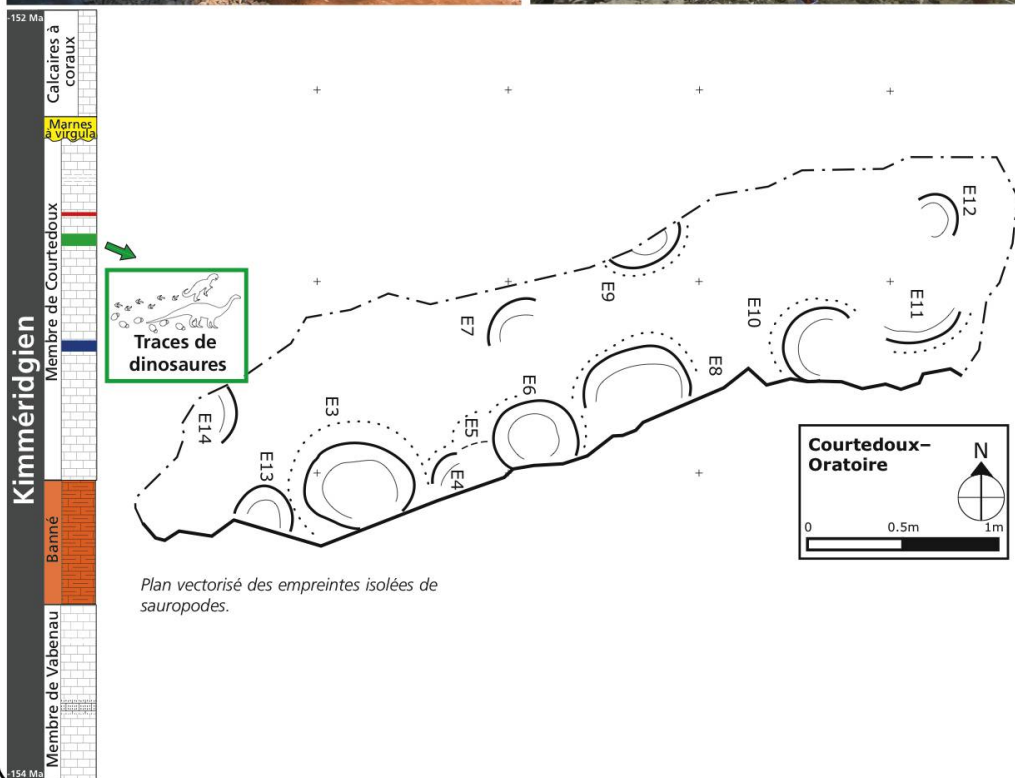 -152 Ma
Kimméridgien
-154 Ma
Calcaires à
coraux
Marnes
à virgula
Membre de Courtedoux
Banné
Membre de Vabenau
Traces de
dinosaures
E12
E9
E7
E10
E11
E8
E6
E14
E3
E5
E4
E13
Courtedoux–
Oratoire
N
0 0.5m 1m
Plan vectorisé des empreintes isolées de
sauropodes.